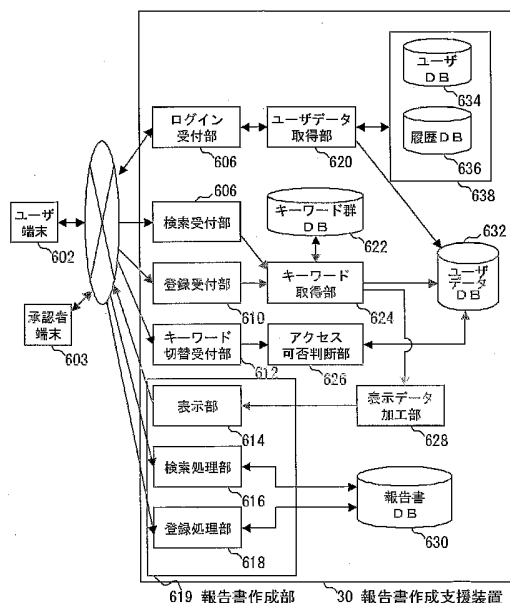 ユーザ
DB
634
履歴DB
636
638
ログイン
受付部
606
ユーザデータ
取得部
620
606
検索受付部
キーワード群
DB
622
632
ユーザ
データ
DB
ユーザ
端末
602
登録受付部
610
キーワード
取得部
624
承認者
端末
603
キーワード
切替受付部
612
アクセス
可否判断部
626
表示部
614
表示データ
加工部
628
検索処理部
616
報告書
DB
630
登録処理部
618
619 報告書作成部
30 報告書作成支援装置